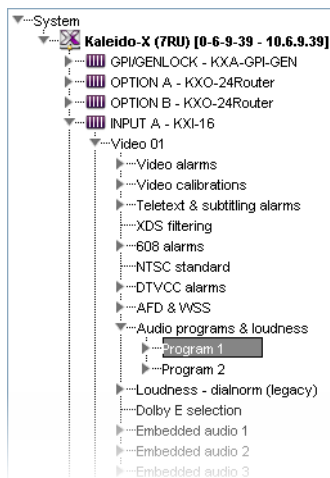 System
Kaleido-X (7RU) [0-6-9-39 - 10.6.9.39]
GPI/GENLOCK - KXA-GPI-GEN
OPTION A - KXO-24Router
OPTION B - KXO-24Router
INPUT A - KXI-16
Video 01
Video alarms
Video calibrations
Teletext & subtitling alarms
XDS filtering
608 alarms
NTSC standard
DTVCC alarms
AFD & WSS
Audio programs & loudness
Program 1
Program 2
Loudness - dialnorm (legacy)
Dolby E selection
Embedded audio 1
Embedded audio 2
Embedded audio 3